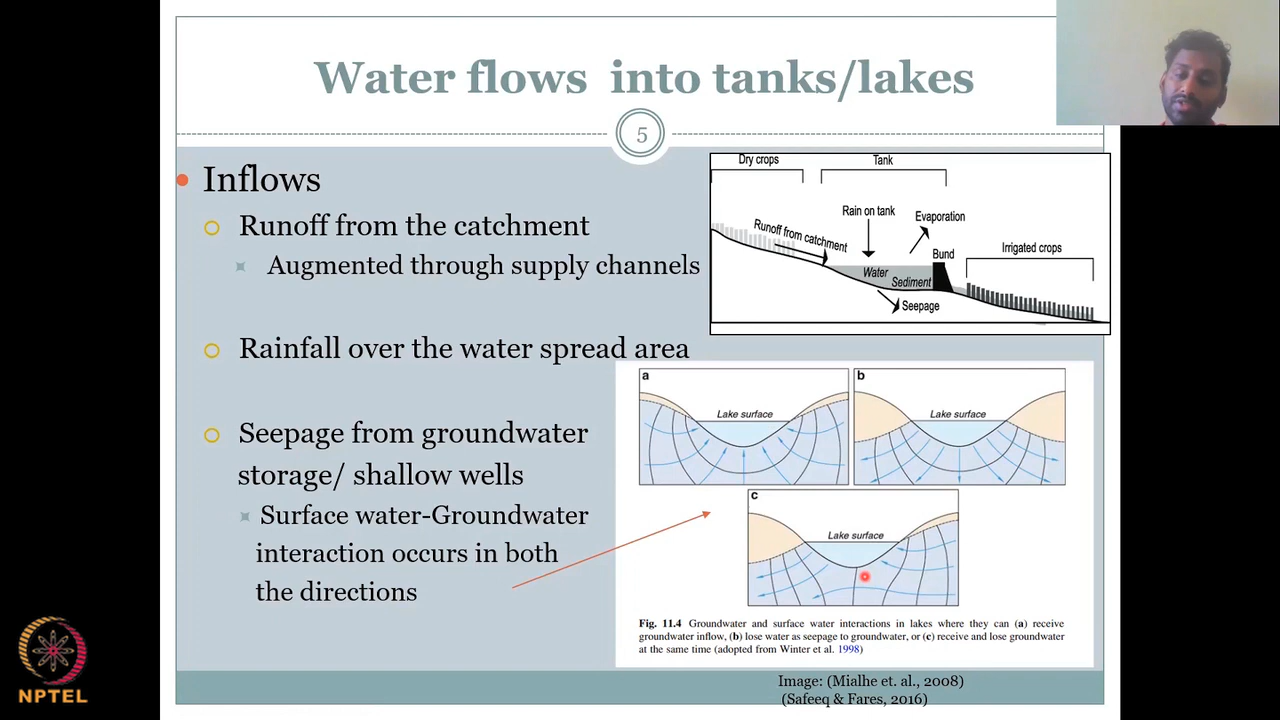 Water flows into tanks/lakes
5
Inflows
Runoff from the catchment
Augmented through supply channels
Rainfall over the water spread area
Seepage from groundwater
storage/ shallow wells
Surface water-Groundwater
interaction occurs in both
the directions
Dry crops
Tank
Rain on tank
Evaporation
Runoff from catchment
Bund
Irrigated crops
Water
Sediment
Seepage
a
Lake surface
b
Lake surface
c
Lake surface
Fig. 11.4 Groundwater and surface water interactions in lakes where they can (a) receive
groundwater inflow, (b) lose water as seepage to groundwater, or (c) receive and lose groundwater
at the same time (adopted from Winter et al. 1998)
Image: (Mialhe et. al., 2008)
(Safeeq & Fares, 2016)
NPTEL